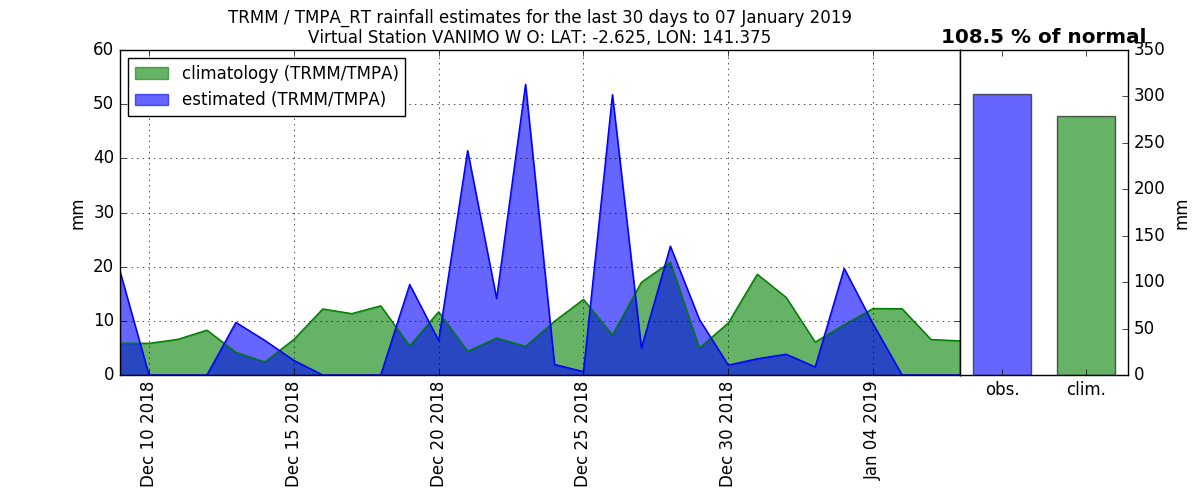 TRMM / TMPA_RT rainfall estimates for the last 30 days to 07 January 2019
Virtual Station VANIMO W O: LAT: -2.625, LON: 141.375
108.5 % of normal
climatology (TRMM/TMPA)
estimated (TRMM/TMPA)
60
50
40
30
20
10
0
mm
Dec 10 2018
Dec 15 2018
Dec 20 2018
Dec 25 2018
Dec 30 2018
Jan 04 2019
350
300
250
200
150
100
50
0
mm
obs.
clim.